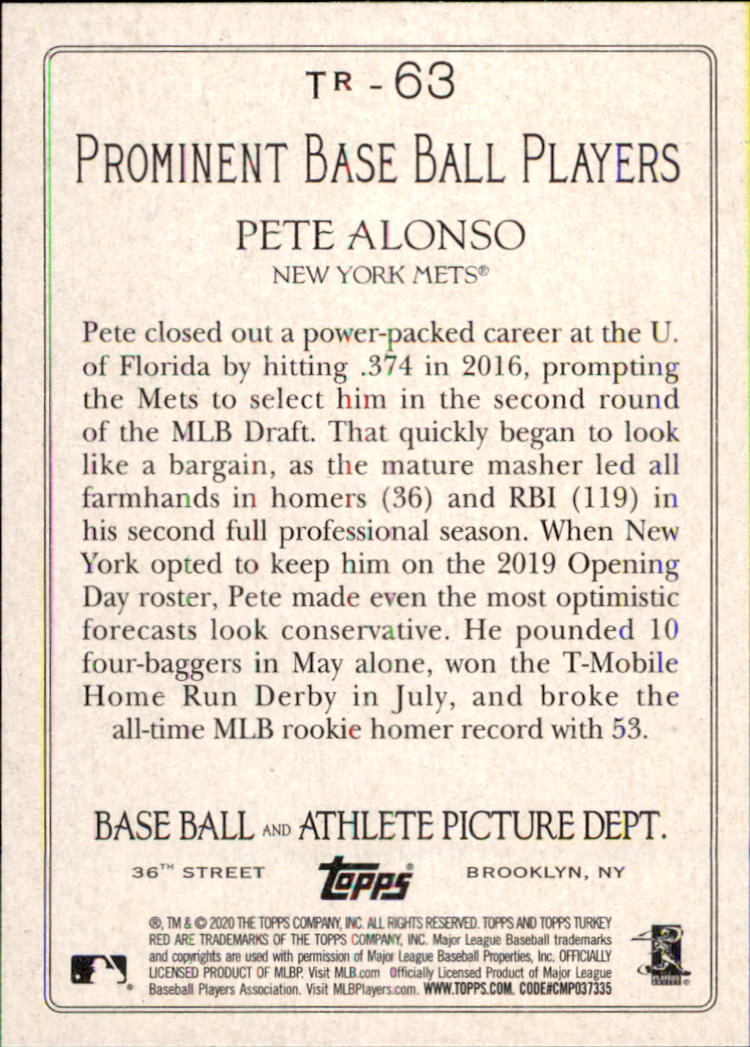 TR - 63
PROMINENT BASE BALL PLAYERS
PETE ALONSO
NEW YORK METS®
Pete closed out a power-packed career at the U.
of Florida by hitting .374 in 2016, prompting
the Mets to select him in the second round
of the MLB Draft. That quickly began to look
like a bargain, as the mature masher led all
farmhands in homers (36) and RBI (119) in
his second full professional season. When New
York opted to keep him on the 2019 Opening
Day roster, Pete made even the most optimistic
forecasts look conservative. He pounded 10
four-baggers in May alone, won the T-Mobile
Home Run Derby in July, and broke the
all-time MLB rookie homer record with 53.
BASE BALL AND ATHLETE PICTURE DEPT.
36TH STREET Topps® BROOKLYN, NY
®, TM & © 2020 THE TOPPS COMPANY, INC. ALL RIGHTS RESERVED. TOPPS AND TOPPS TURKEY
RED ARE TRADEMARKS OF THE TOPPS COMPANY, INC. Major League Baseball trademarks
and copyrights are used with permission of Major League Baseball Properties, Inc. OFFICIALLY
LICENSED PRODUCT OF MLBP. Visit MLB.com Officially Licensed Product of Major League
Baseball Players Association. Visit MLBPlayers.com. WWW.TOPPS.COM. CODE#CMP037335